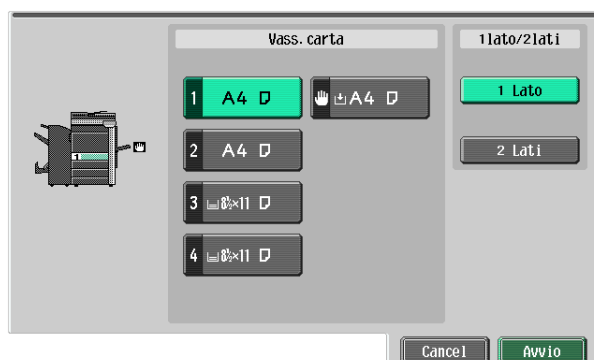 Vass. carta
1lato/2lati
1 A4
A4
1 Lato
2 A4
2 Lati
3 8½×11
4 8½×11
1
Cancel
Avvio